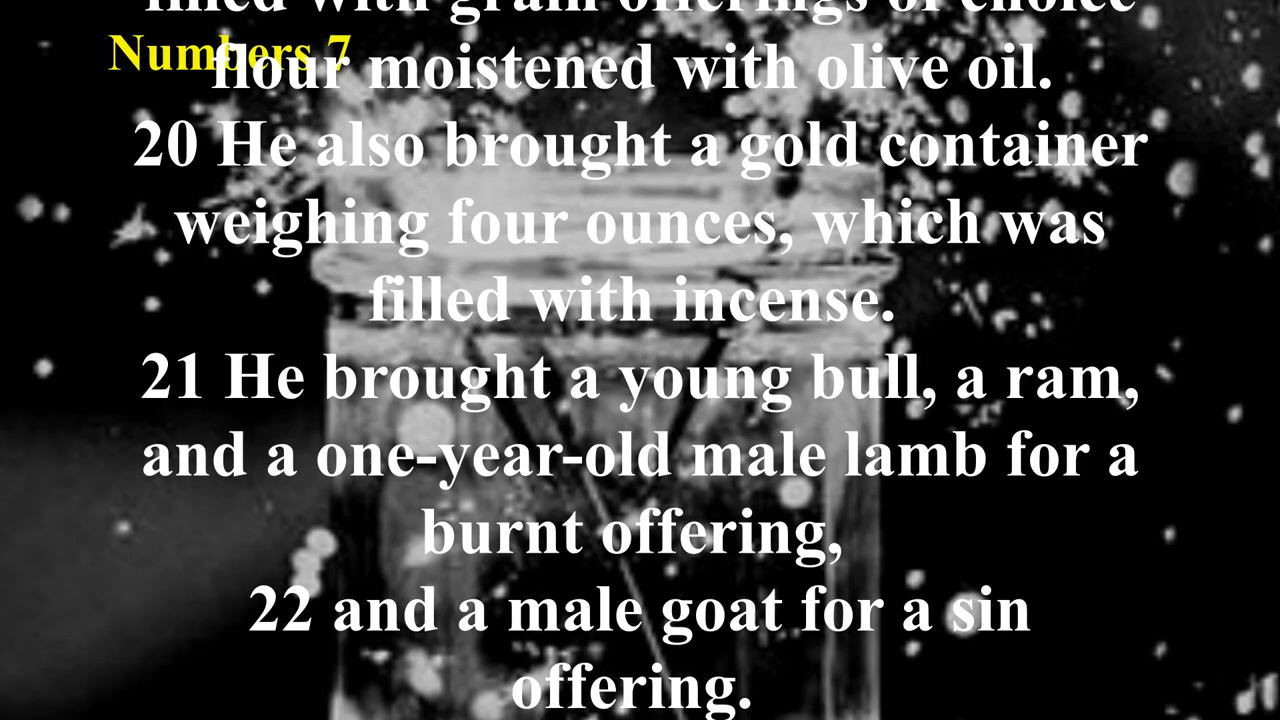 filled with grain offerings of choice
Numbers 7
flour moistened with olive oil.
20 He also brought a gold container
weighing four ounces, which was
filled with incense.
21 He brought a young bull, a ram,
and a one-year-old male lamb for a
burnt offering,
22 and a male goat for a sin
offering.